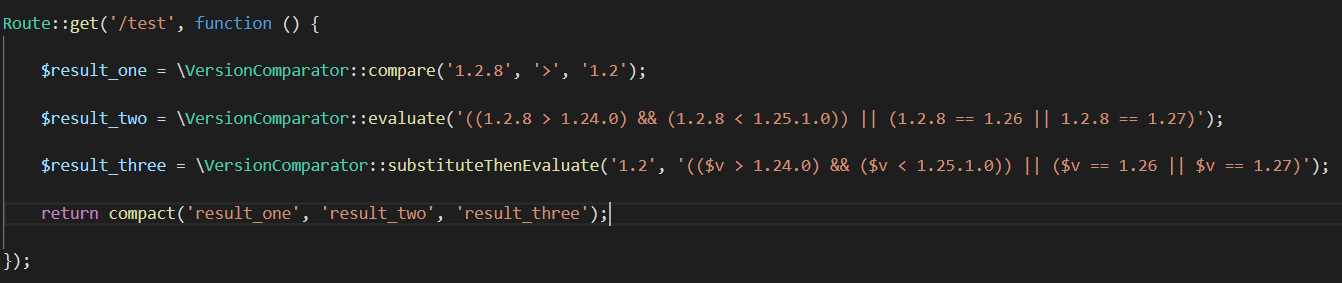 Route::get('/test', function () {
$result_one = \VersionComparator::compare('1.2.8', '>', '1.2');
$result_two = \VersionComparator::evaluate('((1.2.8 > 1.24.0) && (1.2.8 < 1.25.1.0)) || (1.2.8 == 1.26 || 1.2.8 == 1.27)');
$result_three = \VersionComparator::substituteThenEvaluate('1.2', '(($v > 1.24.0) && ($v < 1.25.1.0)) || ($v == 1.26 || $v == 1.27)');
return compact('result_one', 'result_two', 'result_three');
});